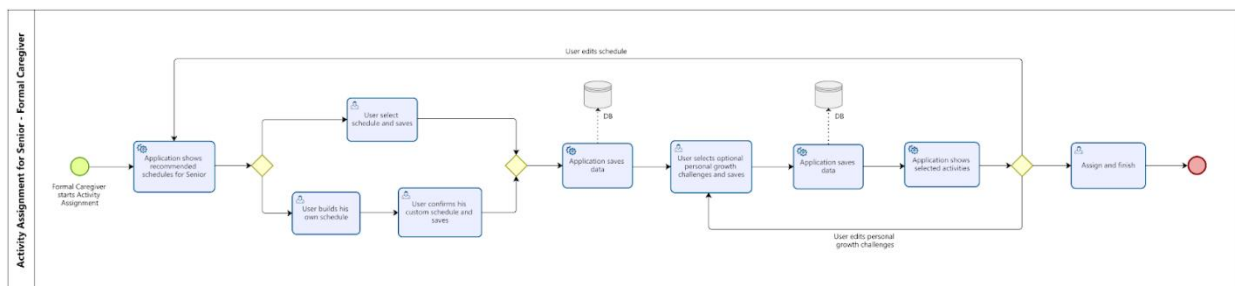 Activity Assignment for Senior - Formal Caregiver
User edits schedule
Formal Caregiver
starts Activity
Assignment
Application shows
recommended
schedules for Senior
User select
schedule and saves
User builds his
own schedule
User confirms his
custom schedule and
saves
DB
Application saves
data
User selects optional
personal growth
challenges and saves
DB
Application saves
data
Application shows
selected activities
User edits personal
growth challenges
Assign and finish